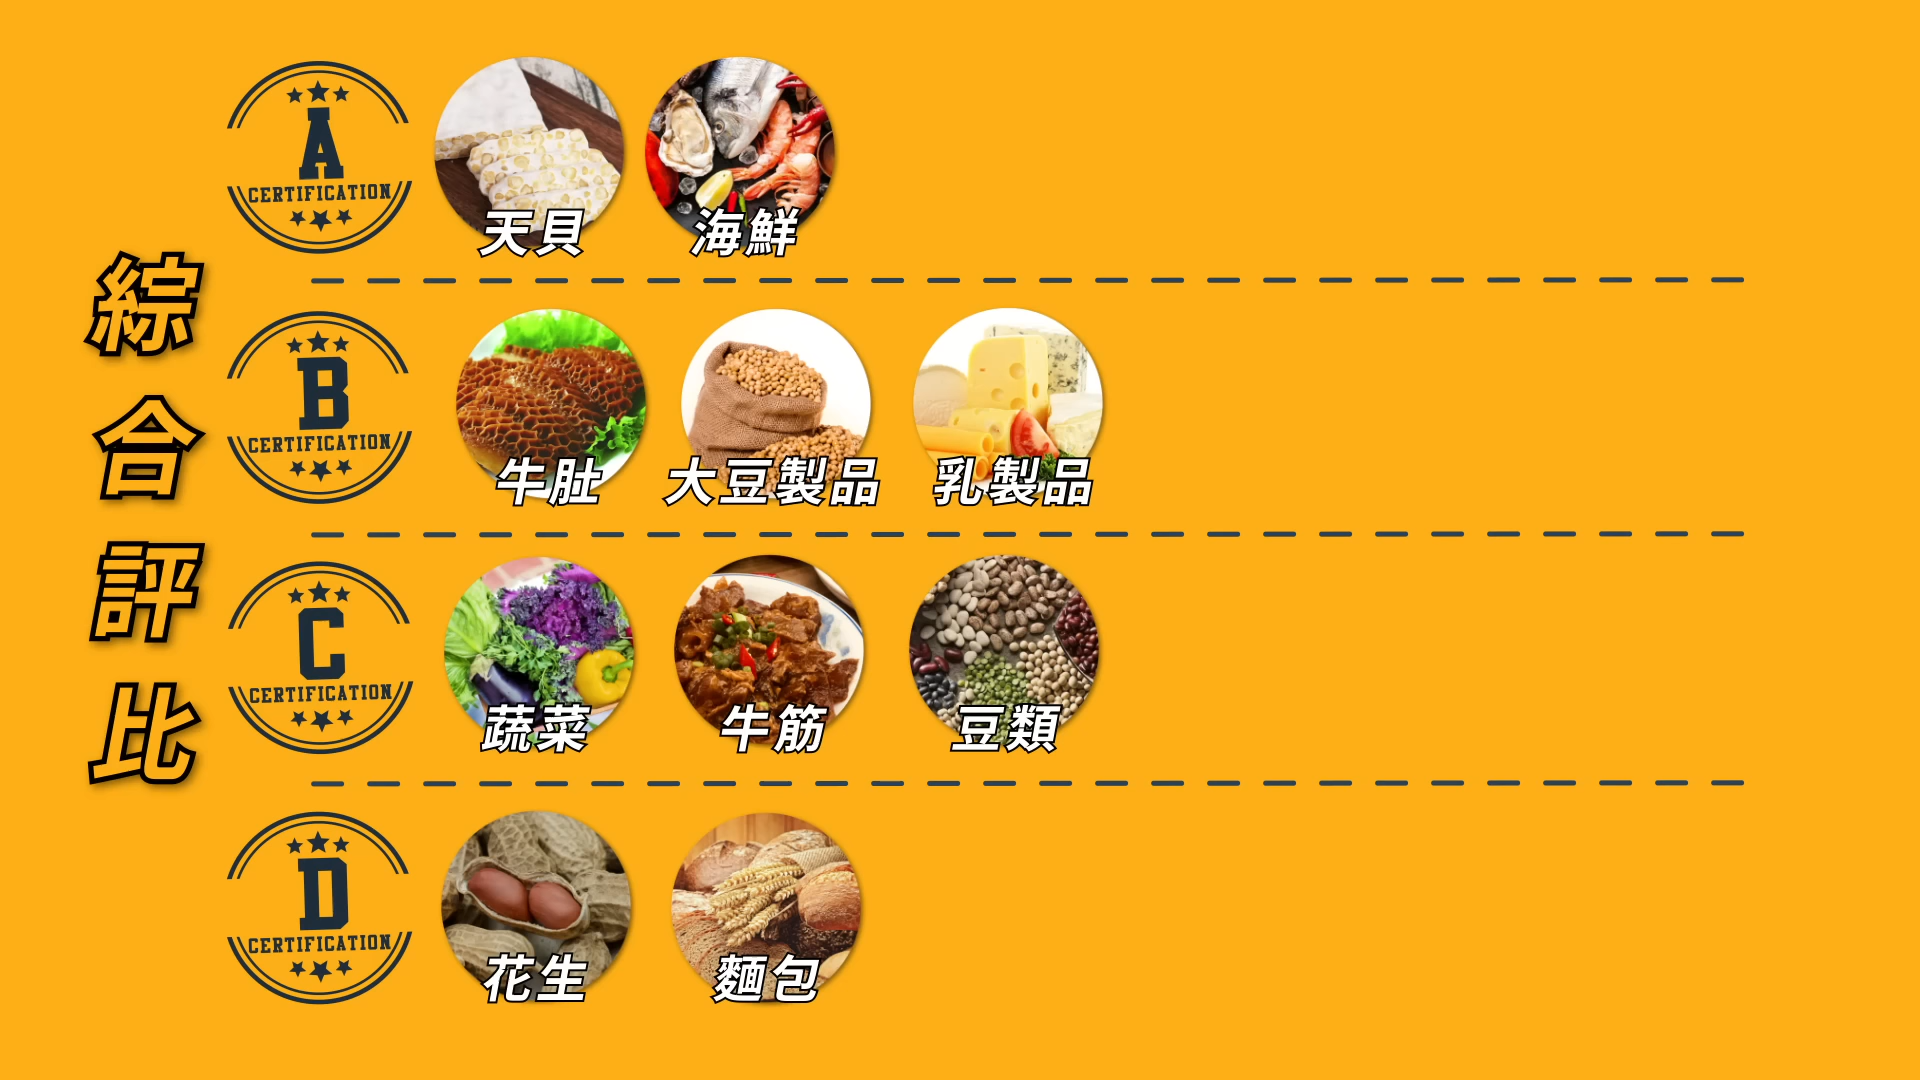 綜合評比
A
CERTIFICATION
天貝
海鮮
B
CERTIFICATION
牛肚
大豆製品
乳製品
C
CERTIFICATION
蔬菜
牛筋
豆類
D
CERTIFICATION
花生
麵包